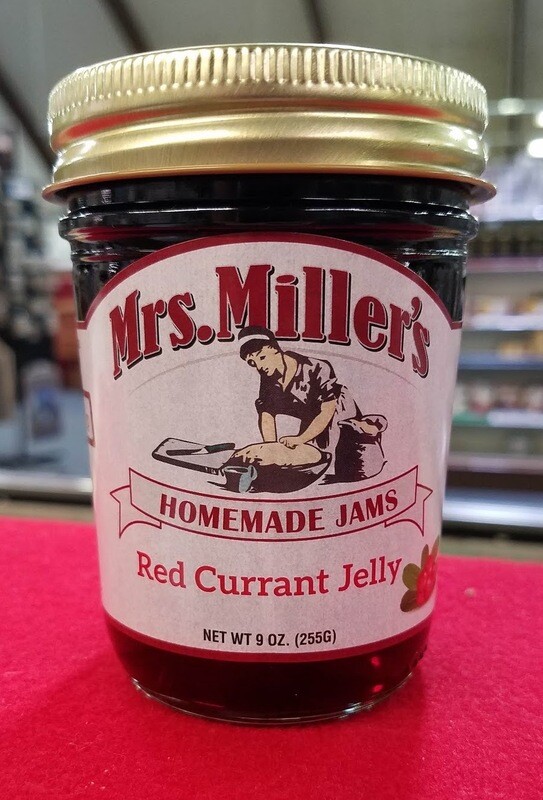 Mrs. Miller's
HOMEMADE JAMS
Red Currant Jelly
NET WT 9 OZ. (255G)